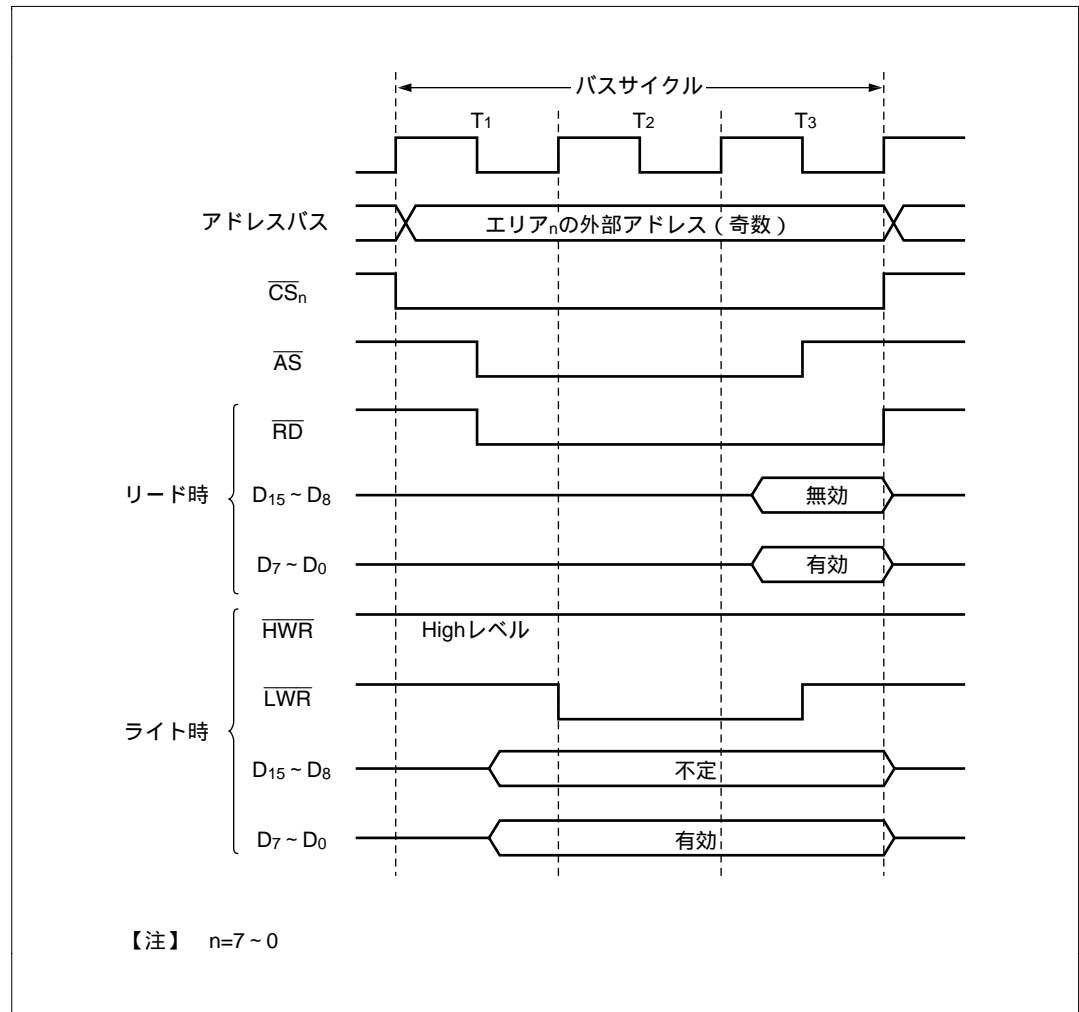 バスサイクル
T1 T2 T3
アドレスバス エリアnの外部アドレス（奇数）
CSn
AS
RD
リード時 D15～D8 無効
D7～D0 有効
HWR Highレベル
LWR
ライト時 D15～D8 不定
D7～D0 有効
【注】 n=7～0